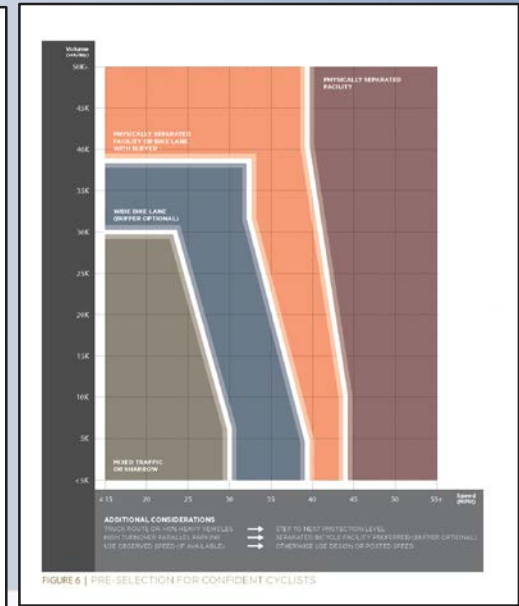 Volume
50K+
PHYSICALLY SEPARATED
FACILITY
45K
PHYSICALLY SEPARATED
FACILITY OR BIKE LANE
WITH BUFFER
40K
35K
WIDE BIKE LANE
(BUFFER OPTIONAL)
30K
25K
20K
15K
10K
5K
MIXED TRAFFIC
OR SHARROW
<5K
≤ 15 20 25 30 35 40 45 50 55+ Speed
(MPH)
ADDITIONAL CONSIDERATIONS
TRUCK ROUTE OR HEAVY VEHICLES → STEP TO NEXT PROTECTION LEVEL
HIGH TURNOVER PARALLEL PARKING → SEPARATED BICYCLE FACILITY PREFERRED (BUFFER OPTIONAL)
USE OBSERVED SPEED (IF AVAILABLE) → OTHERWISE USE DESIGN OR POSTED SPEED
FIGURE 6 | PRE-SELECTION FOR CONFIDENT CYCLISTS